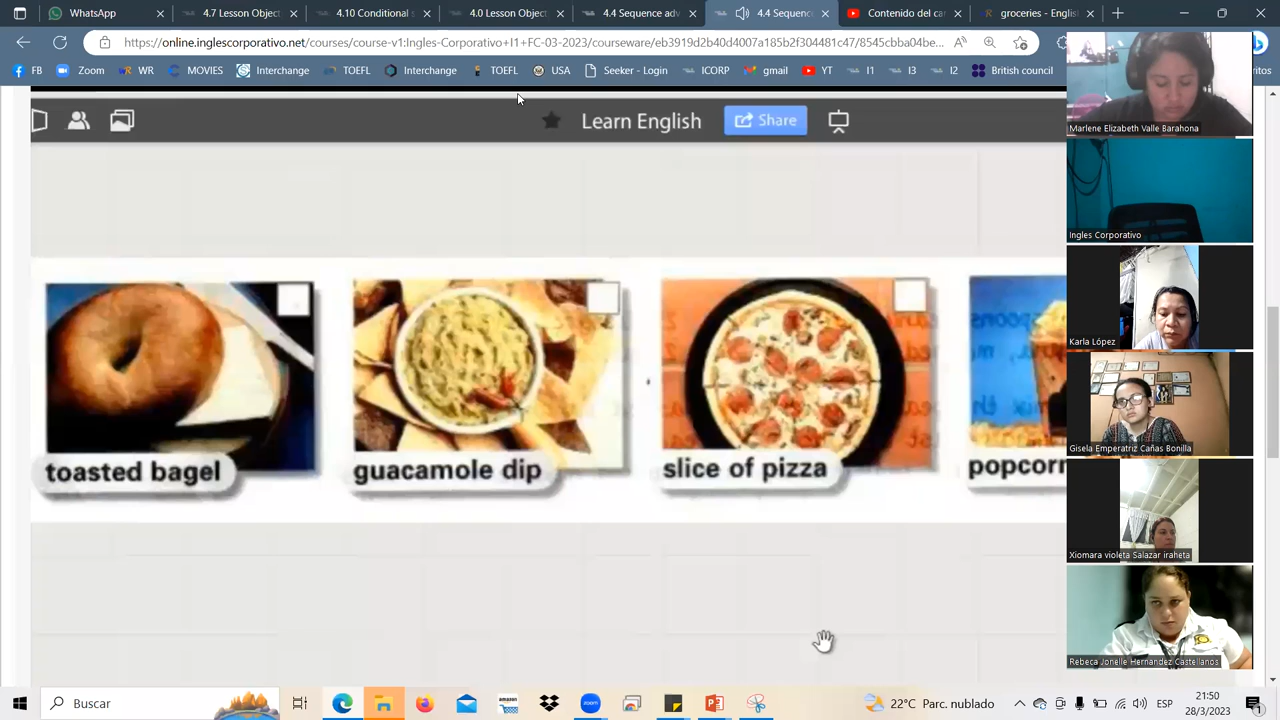 WhatsApp
4.7 Lesson Object
4.10 Conditional s
4.0 Lesson Object
4.4 Sequence adv
4.4 Sequence
Contenido del car
groceries - Englis
https://online.inglescorporativo.net/courses/course-v1:Ingles-Corporativo+I1+FC-03-2023/courseware/eb3919d2b40d4007a185b2f304481c47/8545cbba04be...
FB
Zoom
WR
MOVIES
Interchange
TOEFL
Interchange
TOEFL
iSA
Seeker - Login
ICORP
gmail
YT
I1
I3
I2
British council
ritos
Learn English
Share
toasted bagel
guacamole dip
slice of pizza
popcorn
Marlene Elizabeth Valle Barahona
Ingles Corporativo
Karla López
Gisela Emperatriz Cañas Bonilla
Xiomara violeta Salazar iraheta
Rebeca Jonelle Hernandez Castellanos
Buscar
22°C Parc. nublado
ESP
21:50
28/3/2023